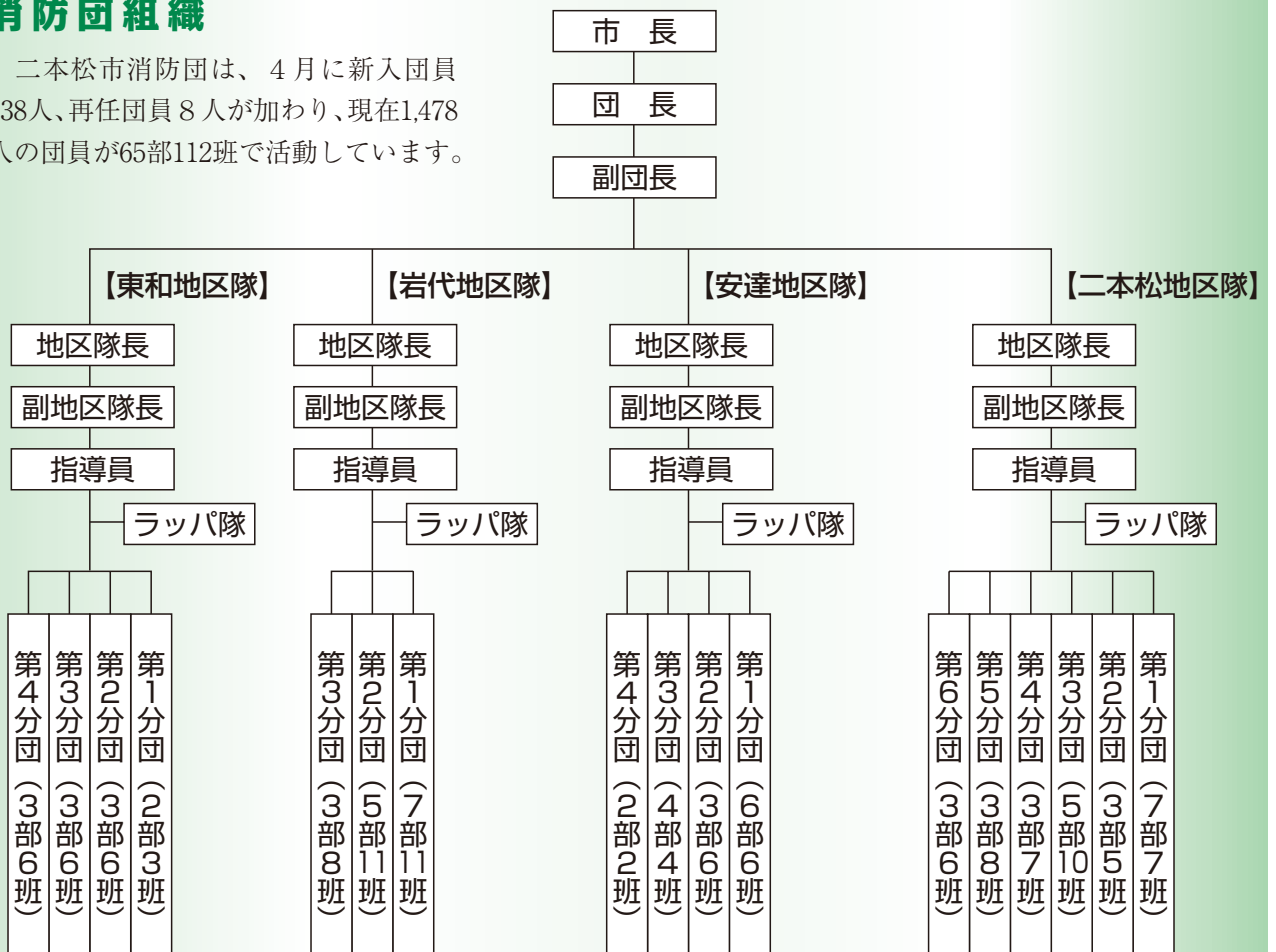 消防団組織
二本松市消防団は、４月に新入団員
38人、再任団員８人が加わり、現在1,478
人の団員が65部112班で活動しています。
市　長
団　長
副団長
【東和地区隊】
地区隊長
副地区隊長
指導員
ラッパ隊
第4分団（3部6班）
第3分団（3部6班）
第2分団（3部6班）
第1分団（2部3班）
【岩代地区隊】
地区隊長
副地区隊長
指導員
ラッパ隊
第3分団（3部8班）
第2分団（5部11班）
第1分団（7部11班）
【安達地区隊】
地区隊長
副地区隊長
指導員
ラッパ隊
第4分団（2部2班）
第3分団（4部4班）
第2分団（3部6班）
第1分団（6部6班）
【二本松地区隊】
地区隊長
副地区隊長
指導員
ラッパ隊
第6分団（3部6班）
第5分団（3部8班）
第4分団（3部7班）
第3分団（5部10班）
第2分団（3部5班）
第1分団（7部7班）